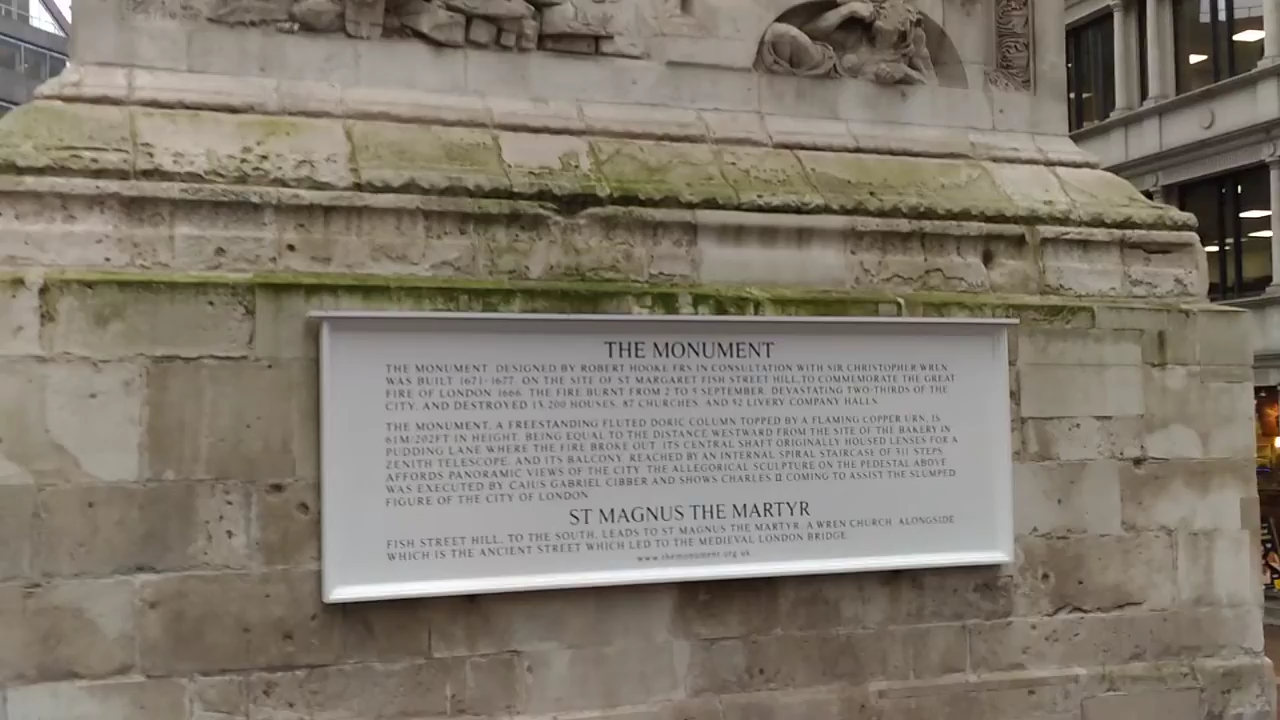 THE MONUMENT
THE MONUMENT DESIGNED BY ROBERT HOOKE FRS IN CONSULTATION WITH SIR CHRISTOPHER WREN,
WAS BUILT 1671-1677, ON THE SITE OF ST MARGARET FISH STREET HILL, TO COMMEMORATE THE GREAT
FIRE OF LONDON 1666. THE FIRE BURNT FROM 2 TO 5 SEPTEMBER, DEVASTATING TWO-THIRDS OF THE
CITY, AND DESTROYED 13,200 HOUSES, 87 CHURCHES, AND 52 LIVERY COMPANY HALLS
THE MONUMENT, A FREESTANDING FLUTED DORIC COLUMN TOPPED BY A FLAMING COPPER URN, IS
61M/202FT IN HEIGHT, BEING EQUAL TO THE DISTANCE WESTWARD FROM THE SITE OF THE BAKERY IN
PUDDING LANE WHERE THE FIRE BROKE OUT. ITS CENTRAL SHAFT ORIGINALLY HOUSED LENSES FOR A
ZENITH TELESCOPE, AND ITS BALCONY, REACHED BY AN INTERNAL SPIRAL STAIRCASE OF 311 STEPS,
AFFORDS PANORAMIC VIEWS OF THE CITY. THE ALLEGORICAL SCULPTURE ON THE PEDESTAL ABOVE
WAS EXECUTED BY CAIUS GABRIEL CIBBER AND SHOWS CHARLES II COMING TO ASSIST THE SLUMPED
FIGURE OF THE CITY OF LONDON
ST MAGNUS THE MARTYR
FISH STREET HILL, TO THE SOUTH, LEADS TO ST MAGNUS THE MARTYR, A WREN CHURCH, ALONGSIDE
WHICH IS THE ANCIENT STREET WHICH LED TO THE MEDIEVAL LONDON BRIDGE.
www.themonument.org.uk